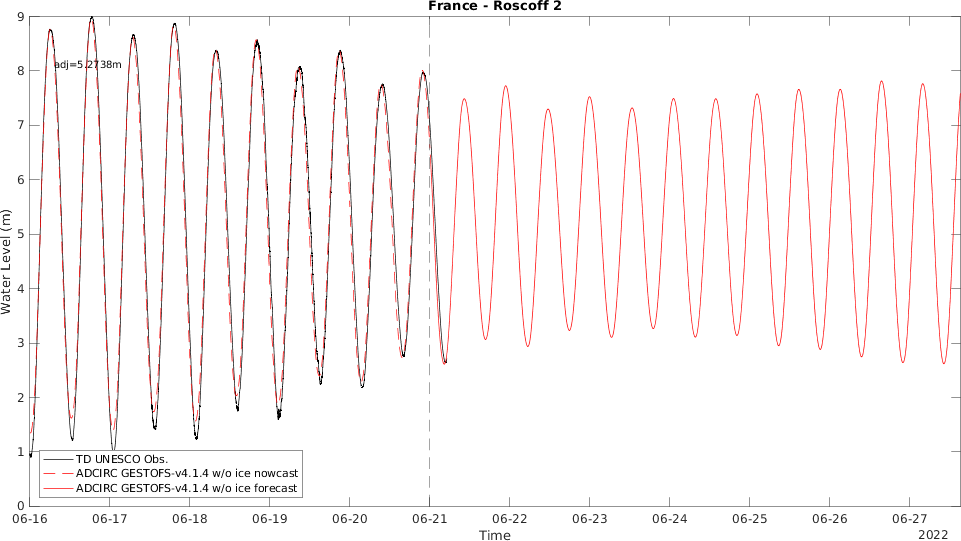 France - Roscoff 2
9
8
7
6
5
4
3
2
1
0
Water Level (m)
adj=5.2738m
TD UNESCO Obs.
ADCIRC GESTOFS-v4.1.4 w/o ice nowcast
ADCIRC GESTOFS-v4.1.4 w/o ice forecast
06-16 06-17 06-18 06-19 06-20 06-21 06-22 06-23 06-24 06-25 06-26 06-27
Time
2022